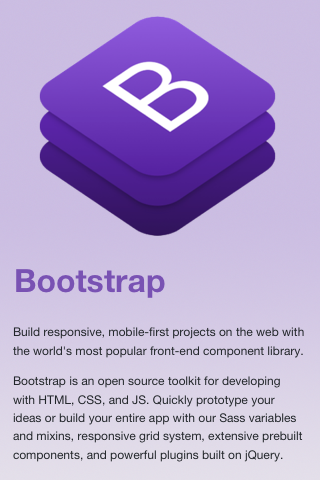 B
Bootstrap
Build responsive, mobile-first projects on the web with
the world's most popular front-end component library.
Bootstrap is an open source toolkit for developing
with HTML, CSS, and JS. Quickly prototype your
ideas or build your entire app with our Sass variables
and mixins, responsive grid system, extensive prebuilt
components, and powerful plugins built on jQuery.